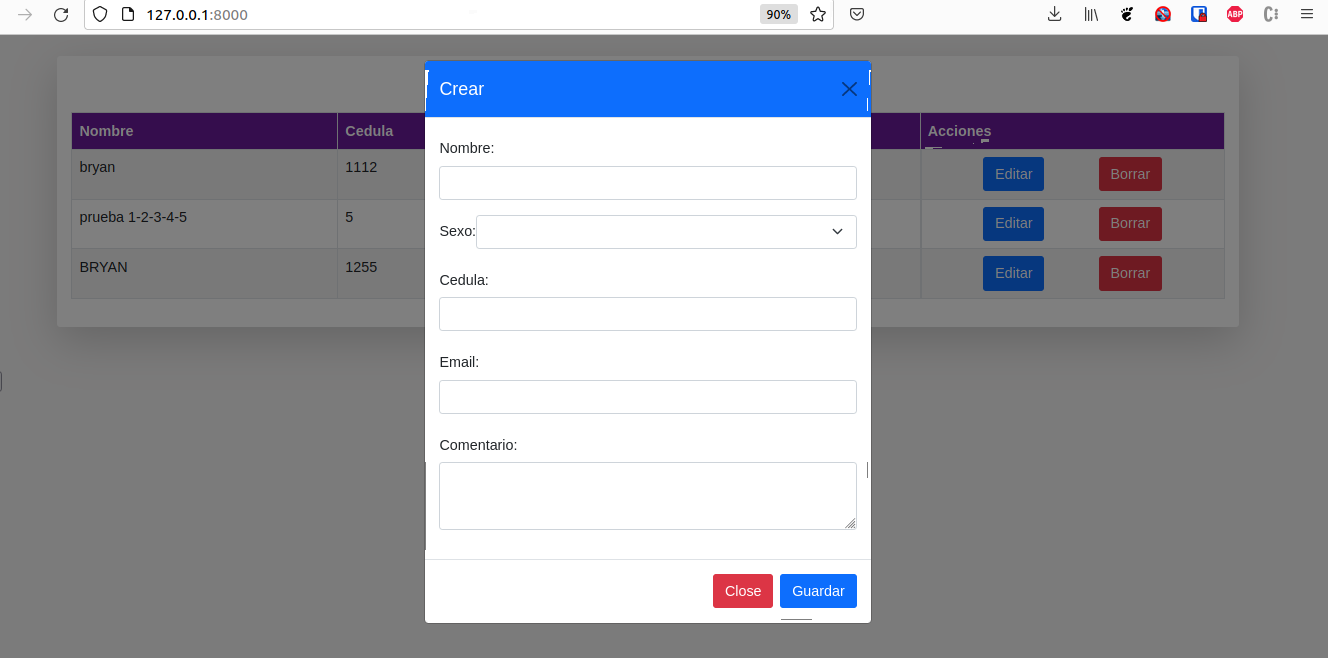 127.0.0.1:8000
90%
ABP
Crear
Nombre Cedula Acciones
bryan 1112 Editar Borrar
prueba 1-2-3-4-5 5 Editar Borrar
BRYAN 1255 Editar Borrar
Nombre:
Sexo:
Cedula:
Email:
Comentario:
Close Guardar